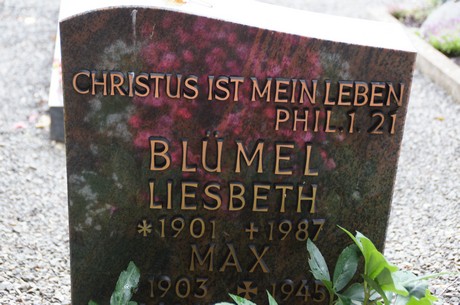 CHRISTUS IST MEIN LEBEN
PHIL. 1. 21
BLÜMEL
LIESBETH
* 1901 + 1987
MAX
1903 ✠ 1945